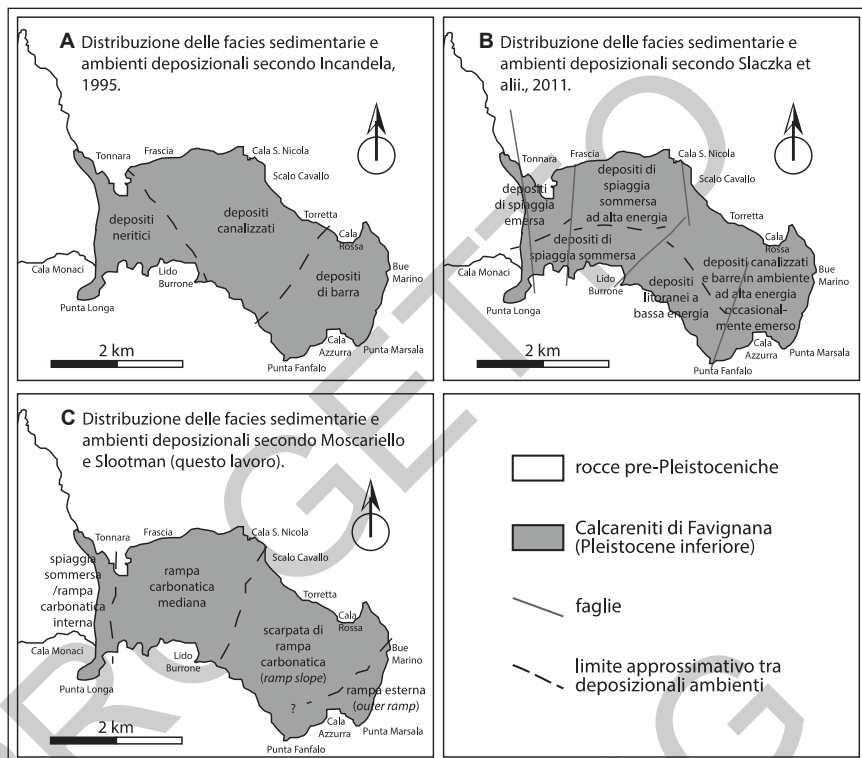 A Distribuzione delle facies sedimentarie e
ambienti deposizionali secondo Incandela,
1995.
Tonnara
Frascia
Cala S. Nicola
Scalo Cavallo
Torretta
Cala
Rossa
Bue
Marino
depositi
neritici
depositi
canalizzati
depositi
di barra
Cala Monaci
Punta Longa
Lido
Burrone
Cala
Azzurra
Punta Marsala
Punta Fanfalo
2 km
B Distribuzione delle facies sedimentarie e
ambienti deposizionali secondo Slaczka et
alii., 2011.
Tonnara
Frascia
Cala S. Nicola
Scalo Cavallo
Torretta
Cala
Rossa
Bue
Marino
depositi
di spiaggia
emersa
depositi di
spiaggia
sommersa
ad alta energia
depositi di
spiaggia sommersa
depositi
litoranei a
bassa energia
depositi canalizzati
e barre in ambiente
ad alta energia
occasional-
mente emerso
Cala Monaci
Punta Longa
Lido
Burrone
Cala
Azzurra
Punta Marsala
Punta Fanfalo
2 km
C Distribuzione delle facies sedimentarie e
ambienti deposizionali secondo Moscariello
e Slootman (questo lavoro).
Tonnara
Frascia
Cala S. Nicola
Scalo Cavallo
Torretta
Cala
Rossa
Bue
Marino
spiaggia
sommersa
/rampa
carbonatica
interna
rampa
carbonatica
mediana
scarpata di
rampa
carbonatica
(ramp slope)
rampa esterna
(outer ramp)
?
Cala Monaci
Punta Longa
Lido
Burrone
Cala
Azzurra
Punta Marsala
Punta Fanfalo
2 km
rocce pre-Pleistoceniche
Calcareniti di Favignana
(Pleistocene inferiore)
faglie
limite approssimativo tra
deposizionali ambienti